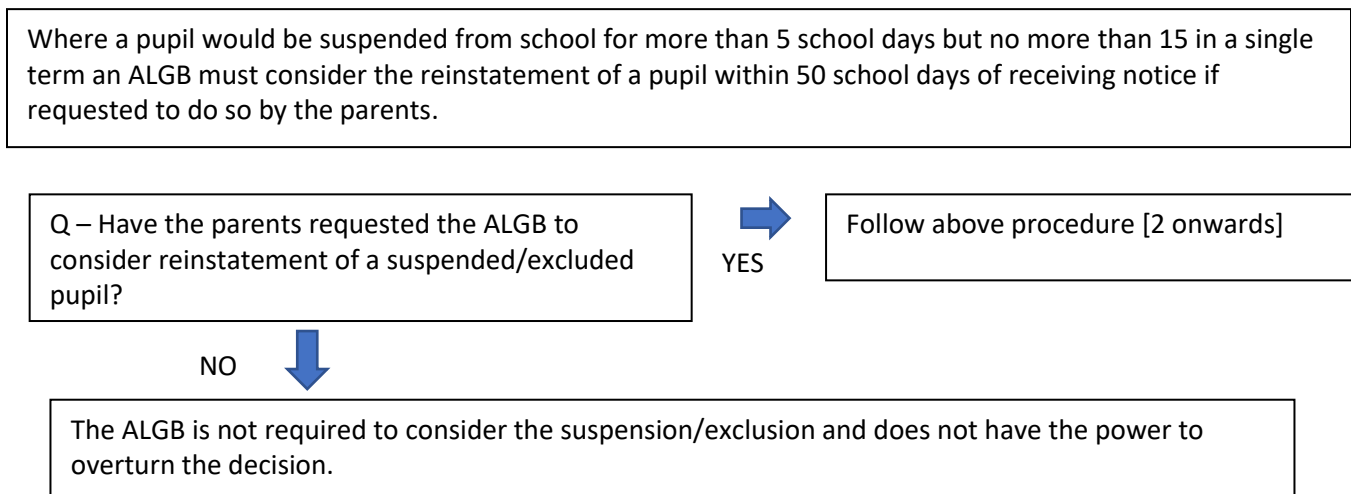 Where a pupil would be suspended from school for more than 5 school days but no more than 15 in a single
term an ALGB must consider the reinstatement of a pupil within 50 school days of receiving notice if
requested to do so by the parents.
Q – Have the parents requested the ALGB to
consider reinstatement of a suspended/excluded
pupil?
YES
Follow above procedure [2 onwards]
NO
The ALGB is not required to consider the suspension/exclusion and does not have the power to
overturn the decision.